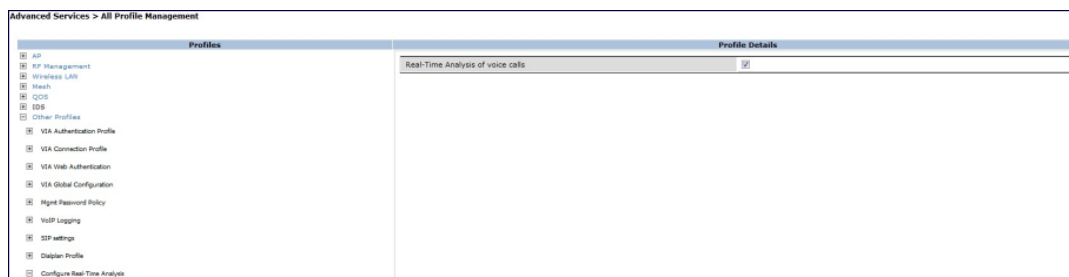 Advanced Services > All Profile Management
Profiles
AP
RF Management
Wireless LAN
Mesh
QOS
IDS
Other Profiles
VIA Authentication Profile
VIA Connection Profile
VIA Web Authentication
VIA Global Configuration
Mgmt Password Policy
VoIP Logging
SIP settings
Dialplan Profile
Configure Real-Time Analysis
Profile Details
Real-Time Analysis of voice calls